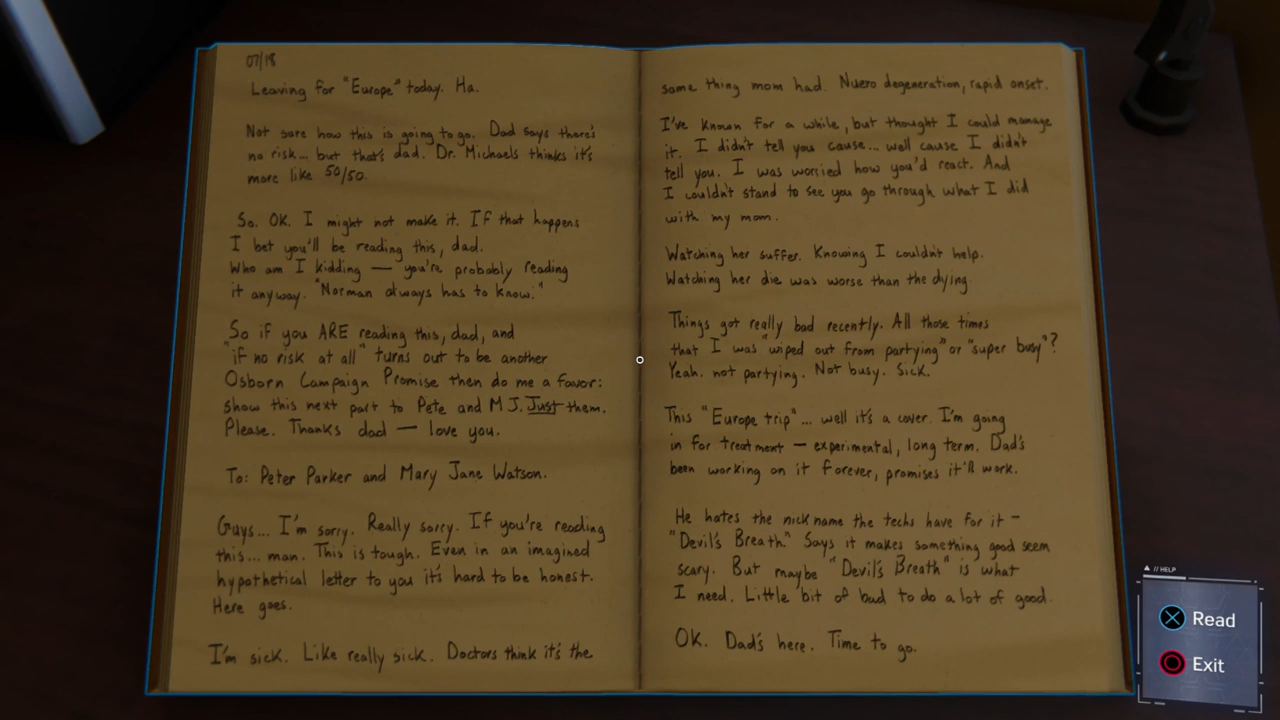 07/18
Leaving for "Europe" today. Ha.
Not sure how this is going to go. Dad says there's
no risk... but that's dad. Dr. Michaels thinks it's
more like 50/50.
So. OK. I might not make it. If that happens
I bet you'll be reading this, dad.
Who am I kidding — you're probably reading
it anyway. "Norman always has to know."
So if you ARE reading this, dad, and
"if no risk at all" turns out to be another
Osborn Campaign Promise then do me a favor:
show this next part to Pete and MJ. Just them.
Please. Thanks dad — love you.
To: Peter Parker and Mary Jane Watson.
Guys... I'm sorry. Really sorry. If you're reading
this... man. This is tough. Even in an imagined
hypothetical letter to you it's hard to be honest.
Here goes.
I'm sick. Like really sick. Doctors think it's the
same thing mom had. Nuero degeneration, rapid onset.
I've known for a while, but thought I could manage
it. I didn't tell you cause... well cause I didn't
tell you. I was worried how you'd react. And
I couldn't stand to see you go through what I did
with my mom.
Watching her suffer. Knowing I couldn't help.
Watching her die was worse than the dying.
Things got really bad recently. All those times
that I was "wiped out from partying" or "super busy"?
Yeah. not partying. Not busy. Sick.
This "Europe trip"... well it's a cover. I'm going
in for treatment — experimental, long term. Dad's
been working on it forever, promises it'll work.
He hates the nickname the techs have for it -
"Devil's Breath." Says it makes something good seem
scary. But maybe "Devil's Breath" is what
I need. Little bit of bad to do a lot of good.
OK. Dad's here. Time to go.
// HELP
Read
Exit